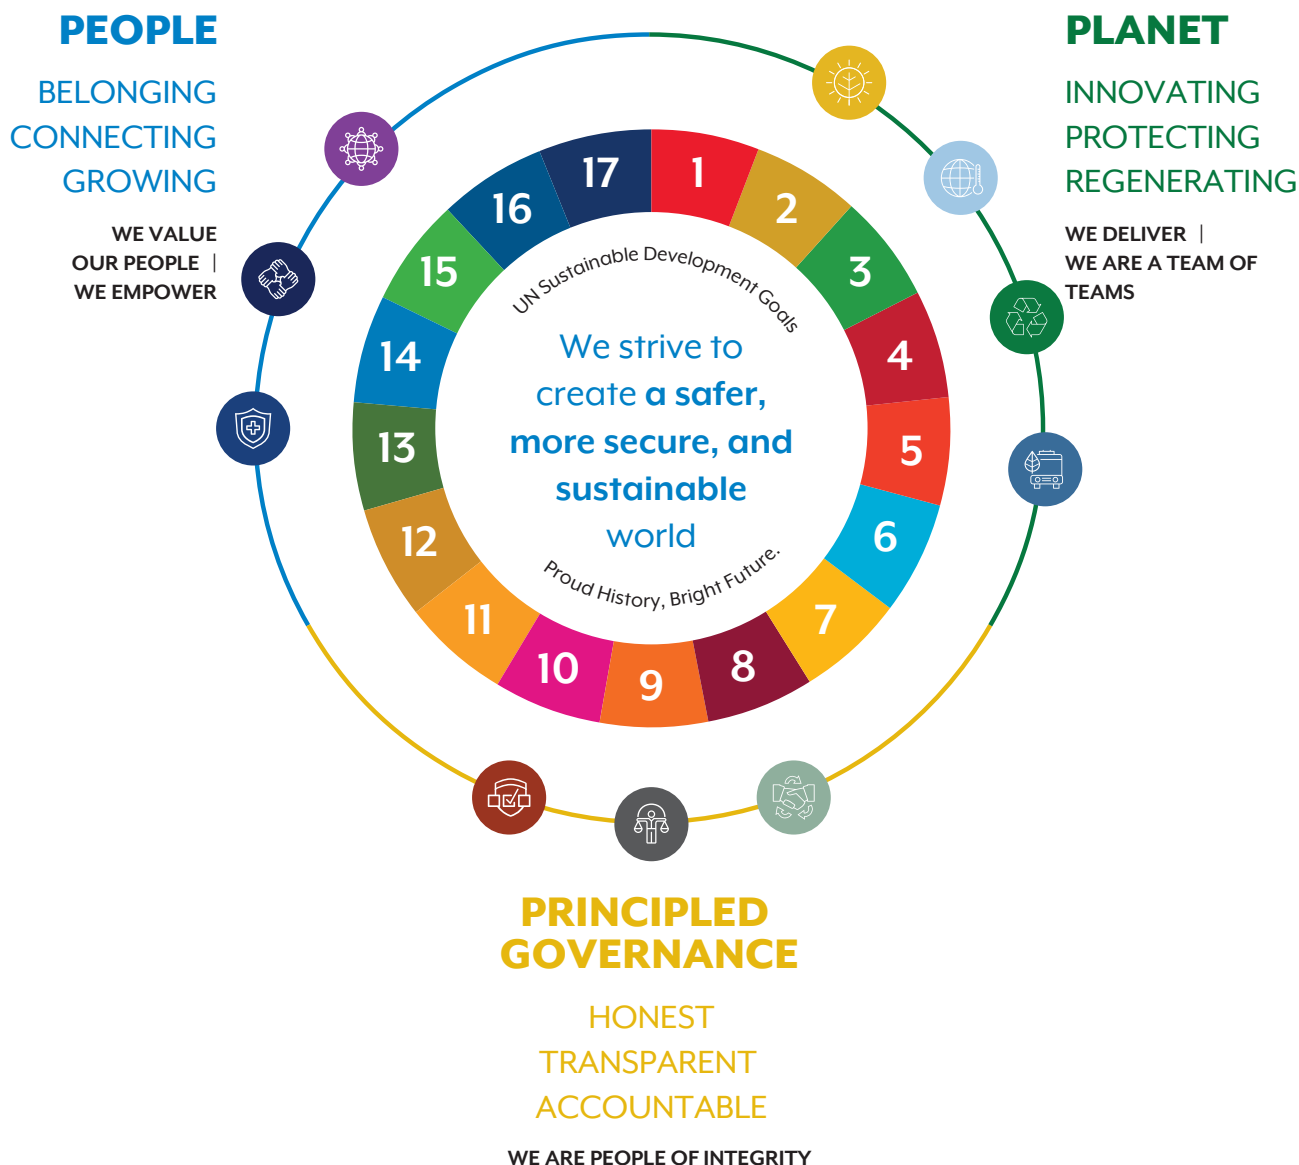 PEOPLE
BELONGING
CONNECTING
GROWING
WE VALUE
OUR PEOPLE |
WE EMPOWER
PLANET
INNOVATING
PROTECTING
REGENERATING
WE DELIVER |
WE ARE A TEAM OF
TEAMS
1
2
3
4
5
6
7
8
9
10
11
12
13
14
15
16
17
UN Sustainable Development Goals
We strive to
create a safer,
more secure, and
sustainable
world
Proud History, Bright Future.
PRINCIPLED
GOVERNANCE
HONEST
TRANSPARENT
ACCOUNTABLE
WE ARE PEOPLE OF INTEGRITY